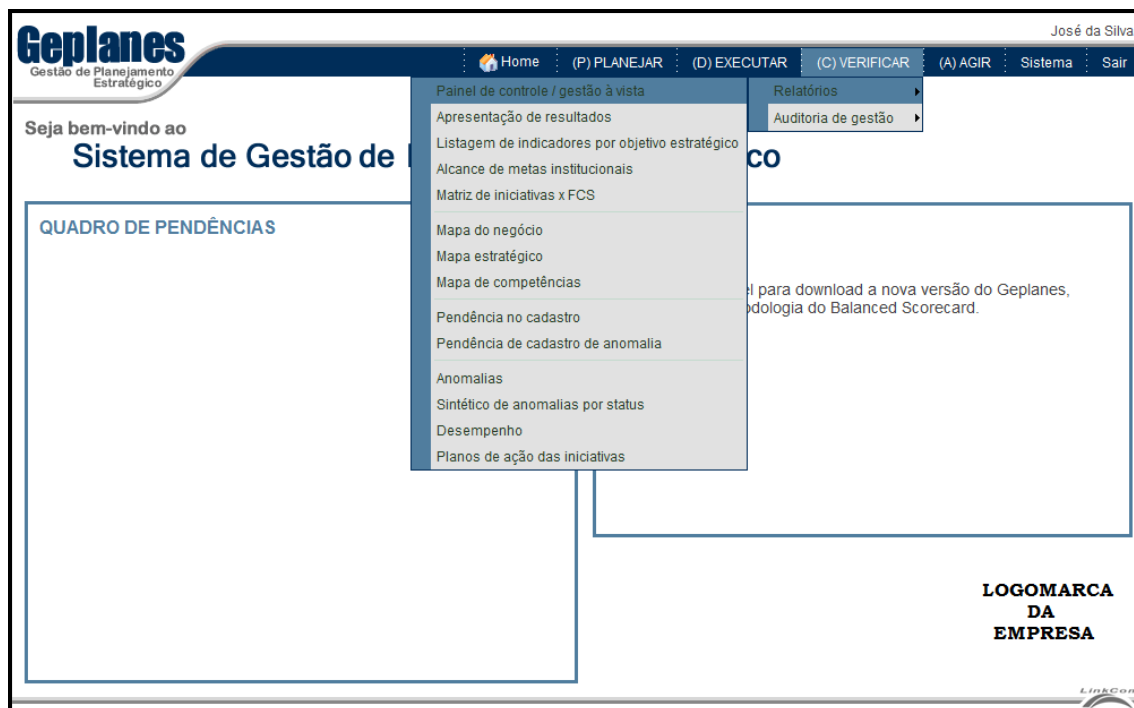 José da Silva
Geplanes
Gestão de Planejamento
Estratégico
Home (P) PLANEJAR (D) EXECUTAR (C) VERIFICAR (A) AGIR Sistema Sair
Relatórios
Auditoria de gestão
Painel de controle / gestão à vista
Apresentação de resultados
Listagem de indicadores por objetivo estratégico
Alcance de metas institucionais
Matriz de iniciativas x FCS
Mapa do negócio
Mapa estratégico
Mapa de competências
Pendência no cadastro
Pendência de cadastro de anomalia
Anomalias
Sintético de anomalias por status
Desempenho
Planos de ação das iniciativas
Seja bem-vindo ao
Sistema de Gestão de
QUADRO DE PENDÊNCIAS
para download a nova versão do Geplanes,
do Balanced Scorecard.
LOGOMARCA
DA
EMPRESA